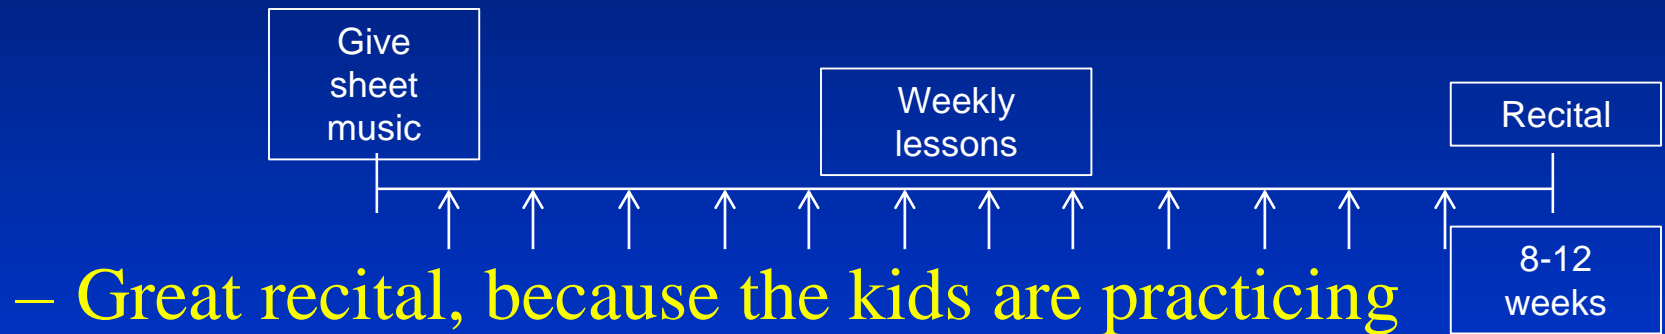 Give
sheet
music
Weekly
lessons
Recital
– Great recital, because the kids are practicing
8-12
weeks